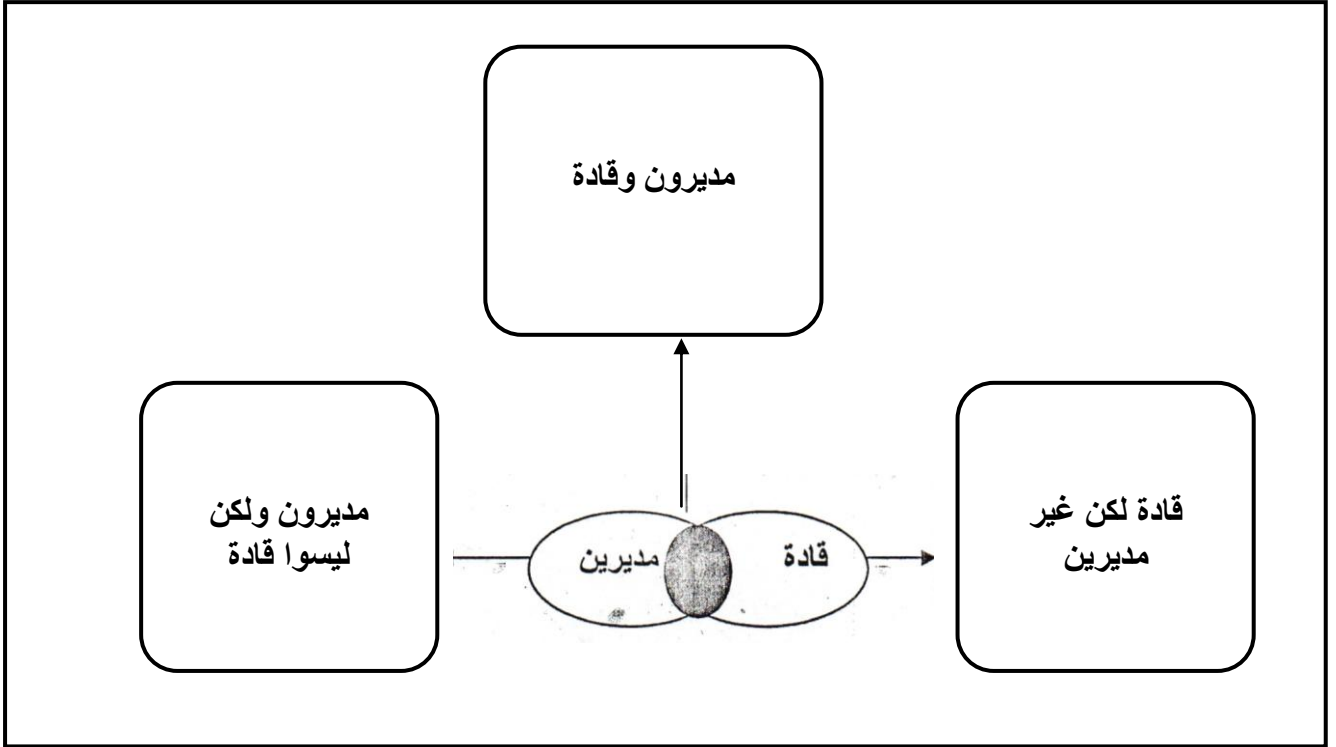 مديرون وقادة
قادة لكن غير
مديرين
مديرون ولكن
ليسوا قادة
قادة
مديرين